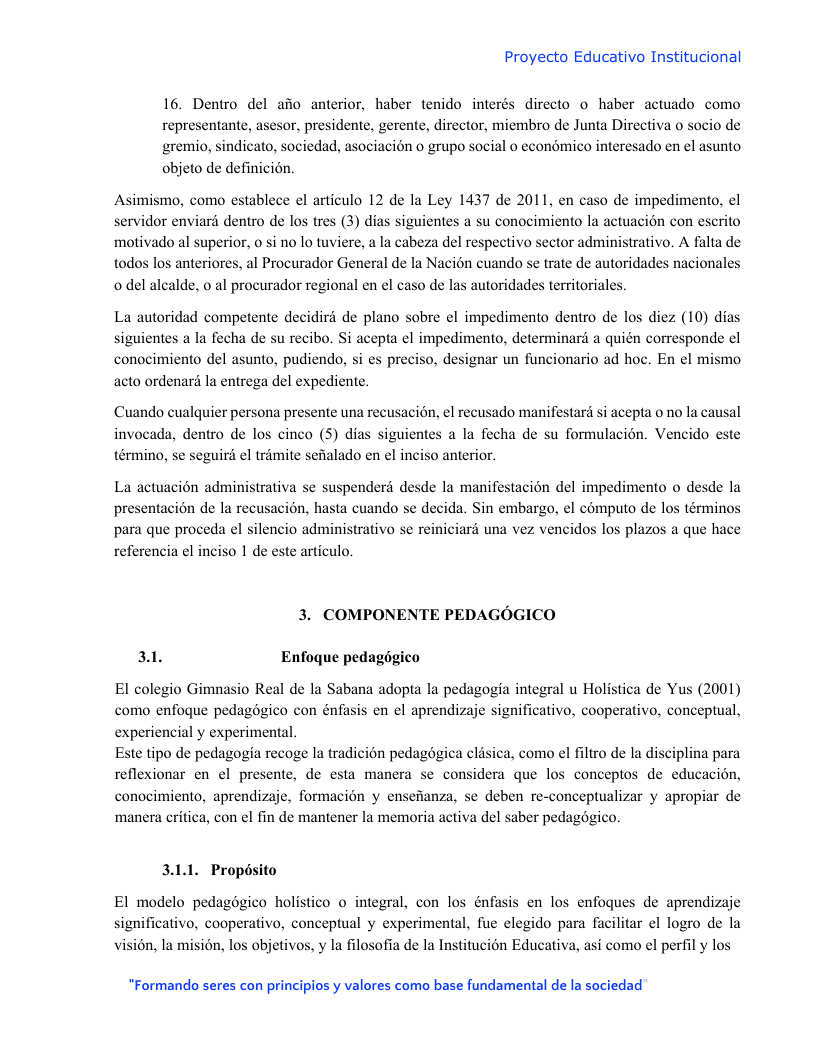 Proyecto Educativo Institucional
16. Dentro del año anterior, haber tenido interés directo o haber actuado como
representante, asesor, presidente, gerente, director, miembro de Junta Directiva o socio de
gremio, sindicato, sociedad, asociación o grupo social o económico interesado en el asunto
objeto de definición.
Asimismo, como establece el artículo 12 de la Ley 1437 de 2011, en caso de impedimento, el
servidor enviará dentro de los tres (3) días siguientes a su conocimiento la actuación con escrito
motivado al superior, o si no lo tuviere, a la cabeza del respectivo sector administrativo. A falta de
todos los anteriores, al Procurador General de la Nación cuando se trate de autoridades nacionales
o del alcalde, o al procurador regional en el caso de las autoridades territoriales.
La autoridad competente decidirá de plano sobre el impedimento dentro de los diez (10) días
siguientes a la fecha de su recibo. Si acepta el impedimento, determinará a quién corresponde el
conocimiento del asunto, pudiendo, si es preciso, designar un funcionario ad hoc. En el mismo
acto ordenará la entrega del expediente.
Cuando cualquier persona presente una recusación, el recusado manifestará si acepta o no la causal
invocada, dentro de los cinco (5) días siguientes a la fecha de su formulación. Vencido este
término, se seguirá el trámite señalado en el inciso anterior.
La actuación administrativa se suspenderá desde la manifestación del impedimento o desde la
presentación de la recusación, hasta cuando se decida. Sin embargo, el cómputo de los términos
para que proceda el silencio administrativo se reiniciará una vez vencidos los plazos a que hace
referencia el inciso 1 de este artículo.
3. COMPONENTE PEDAGÓGICO
3.1. Enfoque pedagógico
El colegio Gimnasio Real de la Sabana adopta la pedagogía integral u Holística de Yus (2001)
como enfoque pedagógico con énfasis en el aprendizaje significativo, cooperativo, conceptual,
experiencial y experimental.
Este tipo de pedagogía recoge la tradición pedagógica clásica, como el filtro de la disciplina para
reflexionar en el presente, de esta manera se considera que los conceptos de educación,
conocimiento, aprendizaje, formación y enseñanza, se deben re-conceptualizar y apropiar de
manera crítica, con el fin de mantener la memoria activa del saber pedagógico.
3.1.1. Propósito
El modelo pedagógico holístico o integral, con los énfasis en los enfoques de aprendizaje
significativo, cooperativo, conceptual y experimental, fue elegido para facilitar el logro de la
visión, la misión, los objetivos, y la filosofía de la Institución Educativa, así como el perfil y los
"Formando seres con principios y valores como base fundamental de la sociedad"